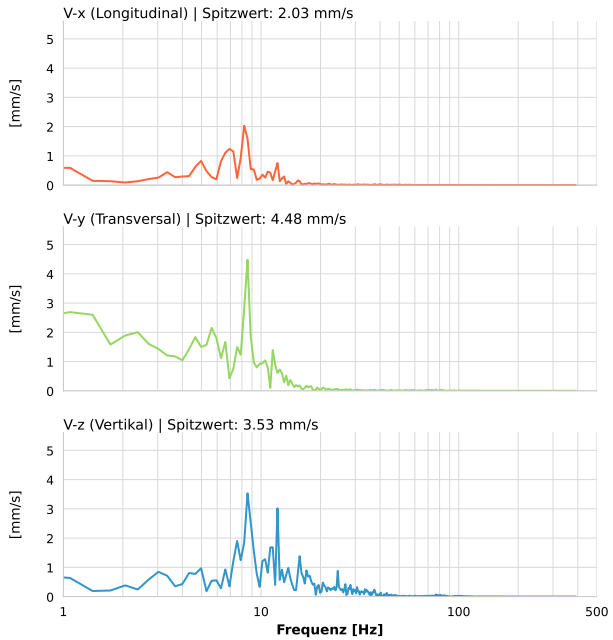 V-x (Longitudinal) | Spitzwert: 2.03 mm/s
5
4
3
2
1
0
[mm/s]
V-y (Transversal) | Spitzwert: 4.48 mm/s
5
4
3
2
1
0
[mm/s]
V-z (Vertikal) | Spitzwert: 3.53 mm/s
5
4
3
2
1
0
[mm/s]
1 10 100 500
Frequenz [Hz]